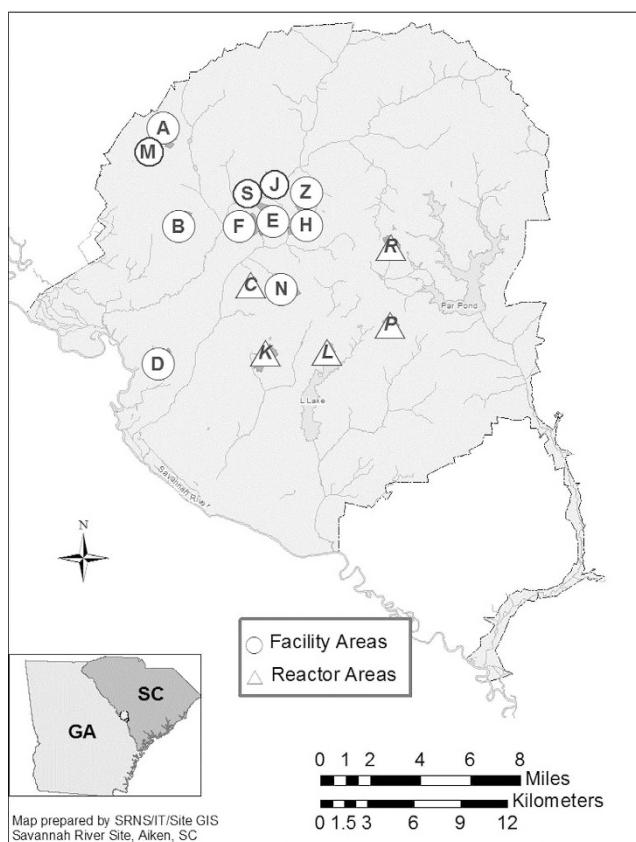 A
M
S
J
Z
B
F
E
H
R
C
N
Par Pond
P
D
K
L
L Lake
Savannah River
N
Facility Areas
Reactor Areas
SC
GA
0 1 2 4 6 8
Miles
Kilometers
0 1.5 3 6 9 12
Map prepared by SRNS/IT/Site GIS
Savannah River Site, Aiken, SC